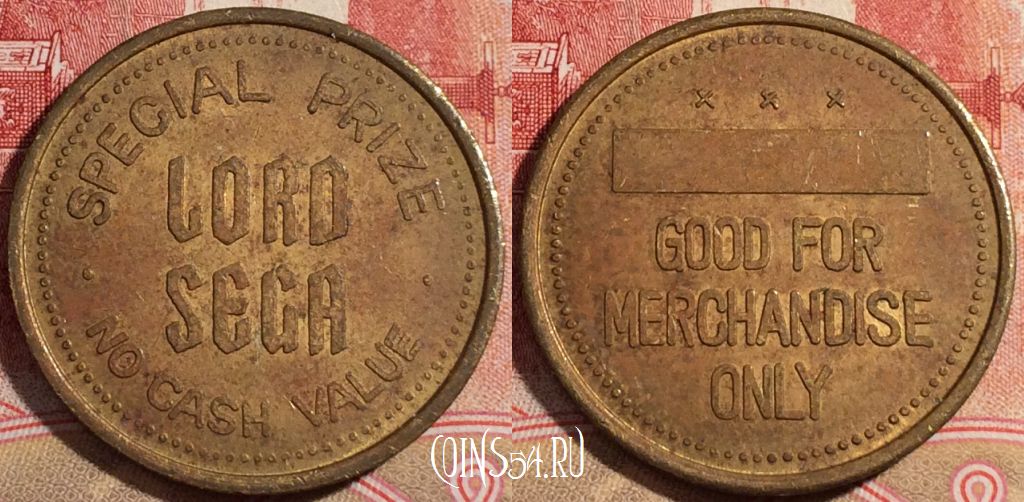 SPECIAL PRIZE
LORD
SEGA
NO CASH VALUE
× × ×
GOOD FOR
MERCHANDISE
ONLY
COINS54.RU